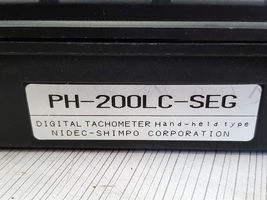 PH-200LC-SEG
DIGITAL TACHOMETER Hand-held type
NIDEC-SHIMPO CORPORATION